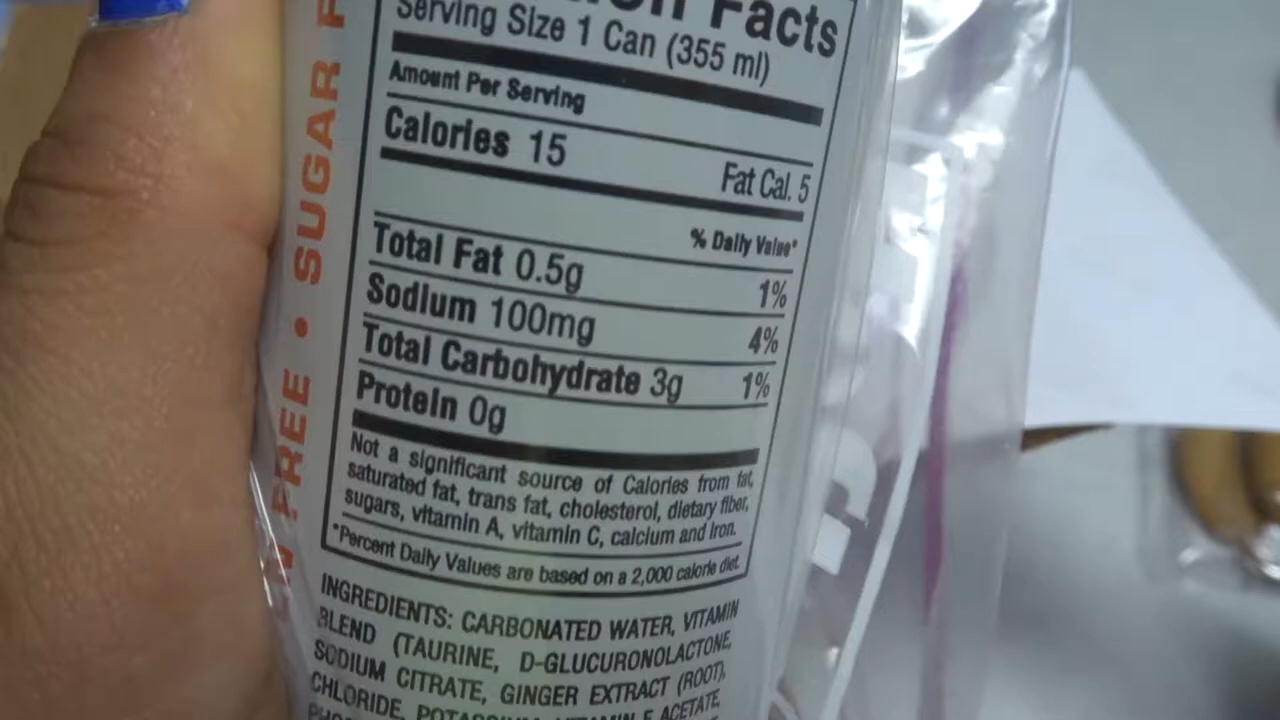 Facts
Serving Size 1 Can (355 ml)
Amount Per Serving
Calories 15
Fat Cal. 5
% Daily Value*
Total Fat 0.5g 1%
Sodium 100mg 4%
Total Carbohydrate 3g 1%
Protein 0g
Not a significant source of Calories from fat,
saturated fat, trans fat, cholesterol, dietary fiber,
sugars, vitamin A, vitamin C, calcium and Iron.
*Percent Daily Values are based on a 2,000 calorie diet.
INGREDIENTS: CARBONATED WATER, VITAMIN
BLEND (TAURINE, D-GLUCURONOLACTONE,
SODIUM CITRATE, GINGER EXTRACT (ROOT),
CHLORIDE, E ACETATE,
FREE • SUGAR